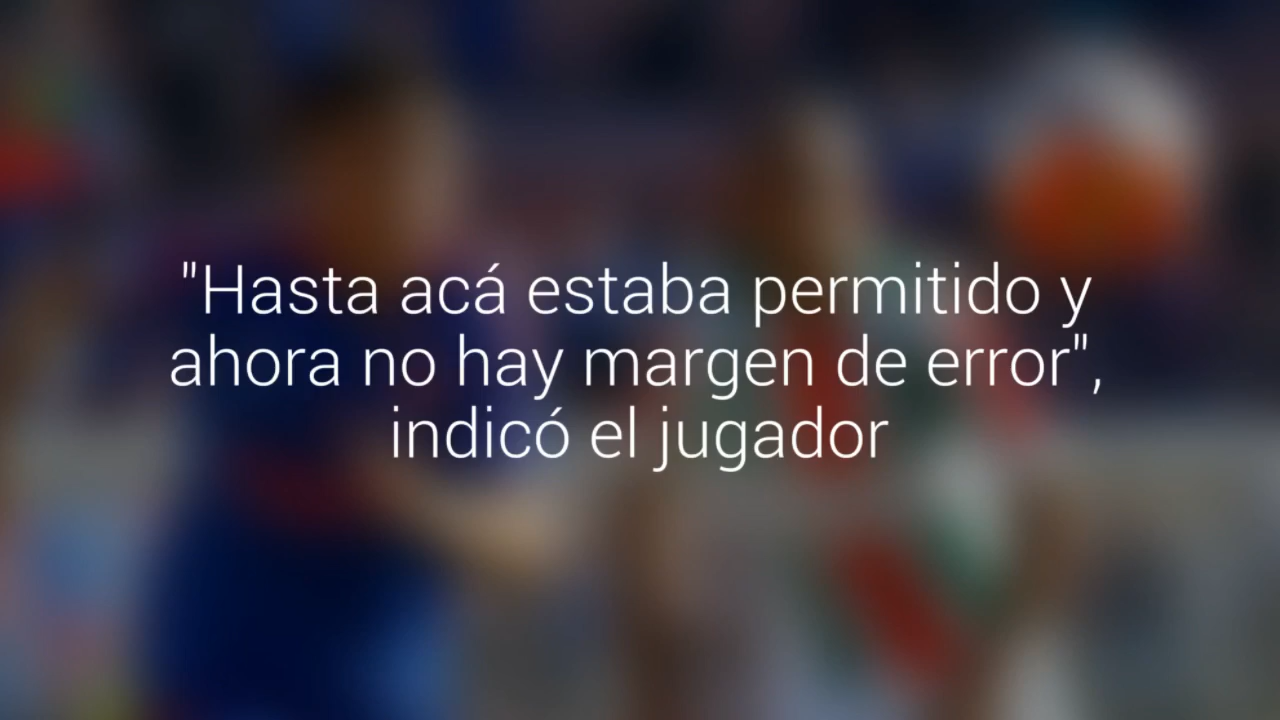 "Hasta acá estaba permitido y
ahora no hay margen de error",
indicó el jugador